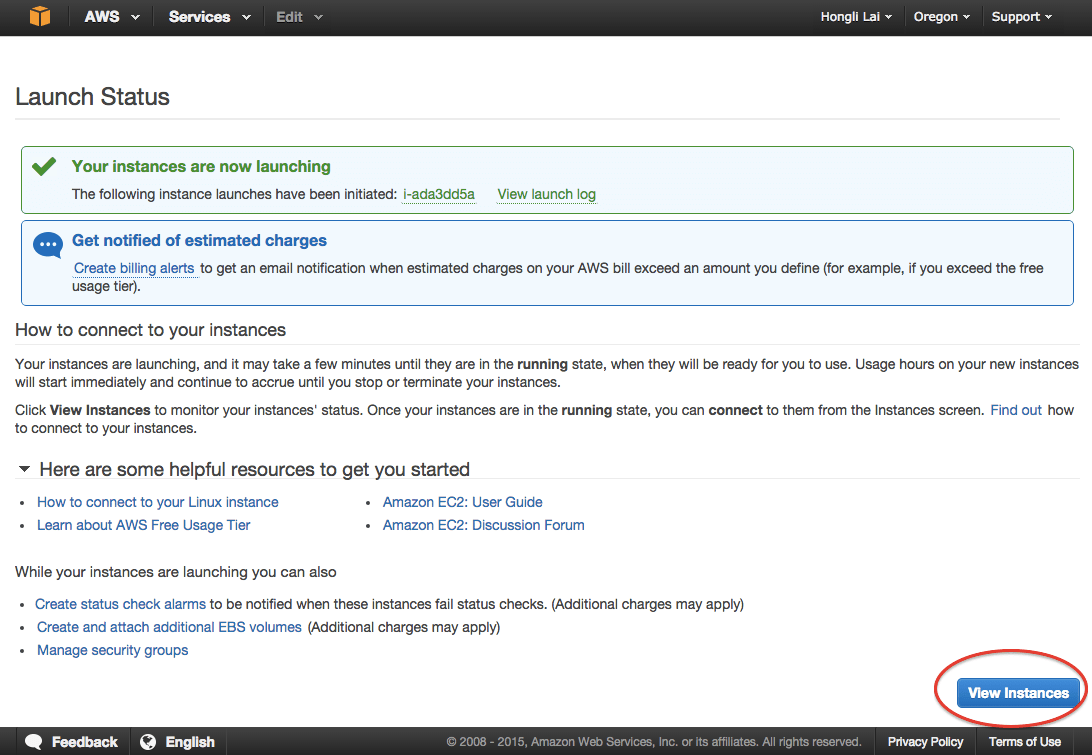 AWS Services Edit Hongli Lai Oregon Support
Launch Status
Your instances are now launching
The following instance launches have been initiated: i-ada3dd5a View launch log
Get notified of estimated charges
Create billing alerts to get an email notification when estimated charges on your AWS bill exceed an amount you define (for example, if you exceed the free
usage tier).
How to connect to your instances
Your instances are launching, and it may take a few minutes until they are in the running state, when they will be ready for you to use. Usage hours on your new instances
will start immediately and continue to accrue until you stop or terminate your instances.
Click View Instances to monitor your instances' status. Once your instances are in the running state, you can connect to them from the Instances screen. Find out how
to connect to your instances.
Here are some helpful resources to get you started
• How to connect to your Linux instance • Amazon EC2: User Guide
• Learn about AWS Free Usage Tier • Amazon EC2: Discussion Forum
While your instances are launching you can also
• Create status check alarms to be notified when these instances fail status checks. (Additional charges may apply)
• Create and attach additional EBS volumes (Additional charges may apply)
• Manage security groups
View Instances
Feedback English © 2008 - 2015, Amazon Web Services, Inc. or its affiliates. All rights reserved. Privacy Policy Terms of Use